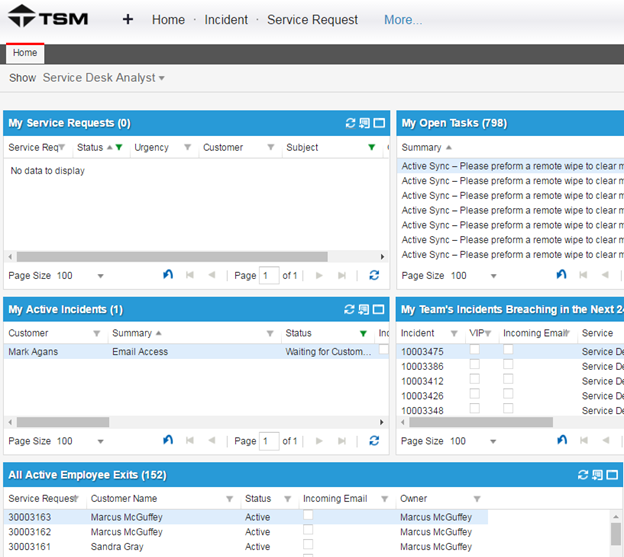 TSM
+ Home · Incident · Service Request More...
Home
Show Service Desk Analyst
My Service Requests (0)
Service Req Status Urgency Customer Subject
No data to display
Page Size 100 Page 1 of 1
My Open Tasks (798)
Summary
Active Sync – Please preform a remote wipe to clear m
Active Sync – Please preform a remote wipe to clear m
Active Sync – Please preform a remote wipe to clear m
Active Sync – Please preform a remote wipe to clear m
Active Sync – Please preform a remote wipe to clear m
Active Sync – Please preform a remote wipe to clear m
Active Sync – Please preform a remote wipe to clear m
Page Size 100
My Active Incidents (1)
Customer Summary Status Inc
Mark Agans Email Access Waiting for Custom...
Page Size 100 Page 1 of 1
My Team's Incidents Breaching in the Next 24
Incident VIP Incoming Email Service
10003475 Service De
10003386 Service De
10003412 Service De
10003426 Service De
10003348 Service De
Page Size 100
All Active Employee Exits (152)
Service Request Customer Name Status Incoming Email Owner
30003163 Marcus McGuffey Active Marcus McGuffey
30003162 Marcus McGuffey Active Marcus McGuffey
30003161 Sandra Gray Active Marcus McGuffey